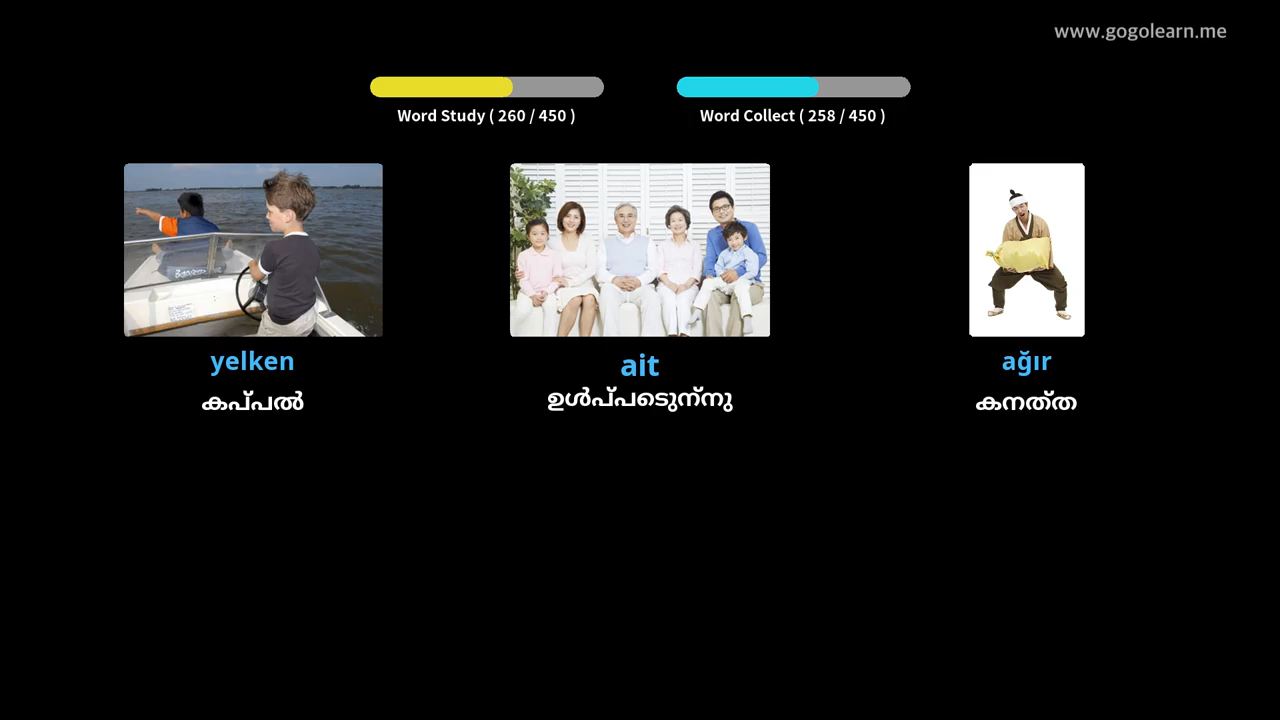 www.gogolearn.me
Word Study ( 260 / 450 )
Word Collect ( 258 / 450 )
yelken
ait
ağır
കപ്പൽ
ഉൾപ്പടെുന്നു
കനത്ത